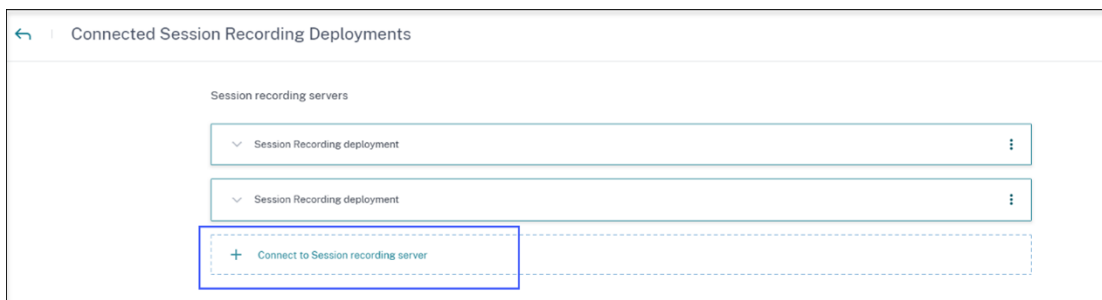 Connected Session Recording Deployments
Session recording servers
Session Recording deployment
Session Recording deployment
+ Connect to Session recording server